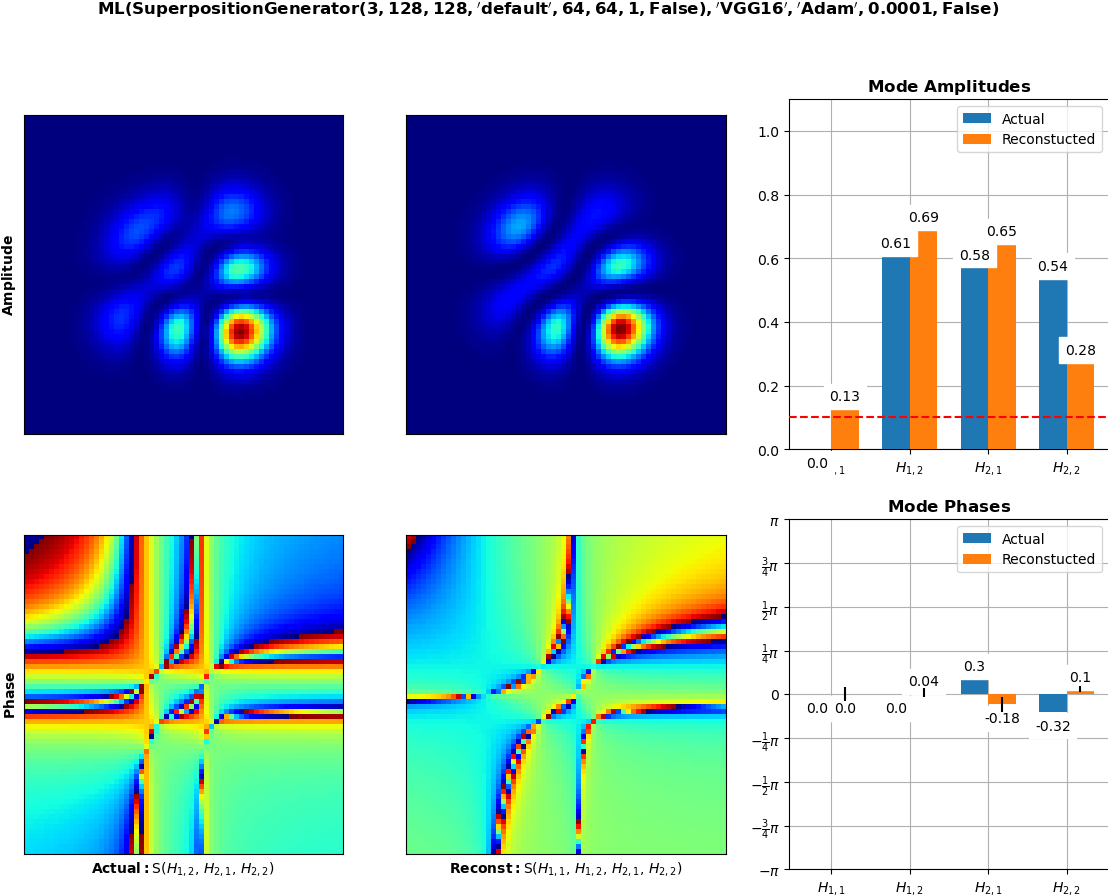 ML(SuperpositionGenerator(3, 128, 128, ′default′, 64, 64, 1, False), ′VGG16′, ′Adam′, 0.0001, False)
Amplitude
Mode Amplitudes
Actual
Reconstucted
1.0
0.8
0.6
0.4
0.2
0.0
0.0
0.13
0.61
0.69
0.58
0.65
0.54
0.28
,1
H1,2
H2,1
H2,2
Phase
Actual: S(H1,2, H2,1, H2,2)
Reconst: S(H1,1, H1,2, H2,1, H2,2)
Mode Phases
Actual
Reconstucted
π
3/4π
1/2π
1/4π
0
−1/4π
−1/2π
−3/4π
−π
0.0
0.0
0.0
0.04
0.3
-0.18
-0.32
0.1
H1,1
H1,2
H2,1
H2,2